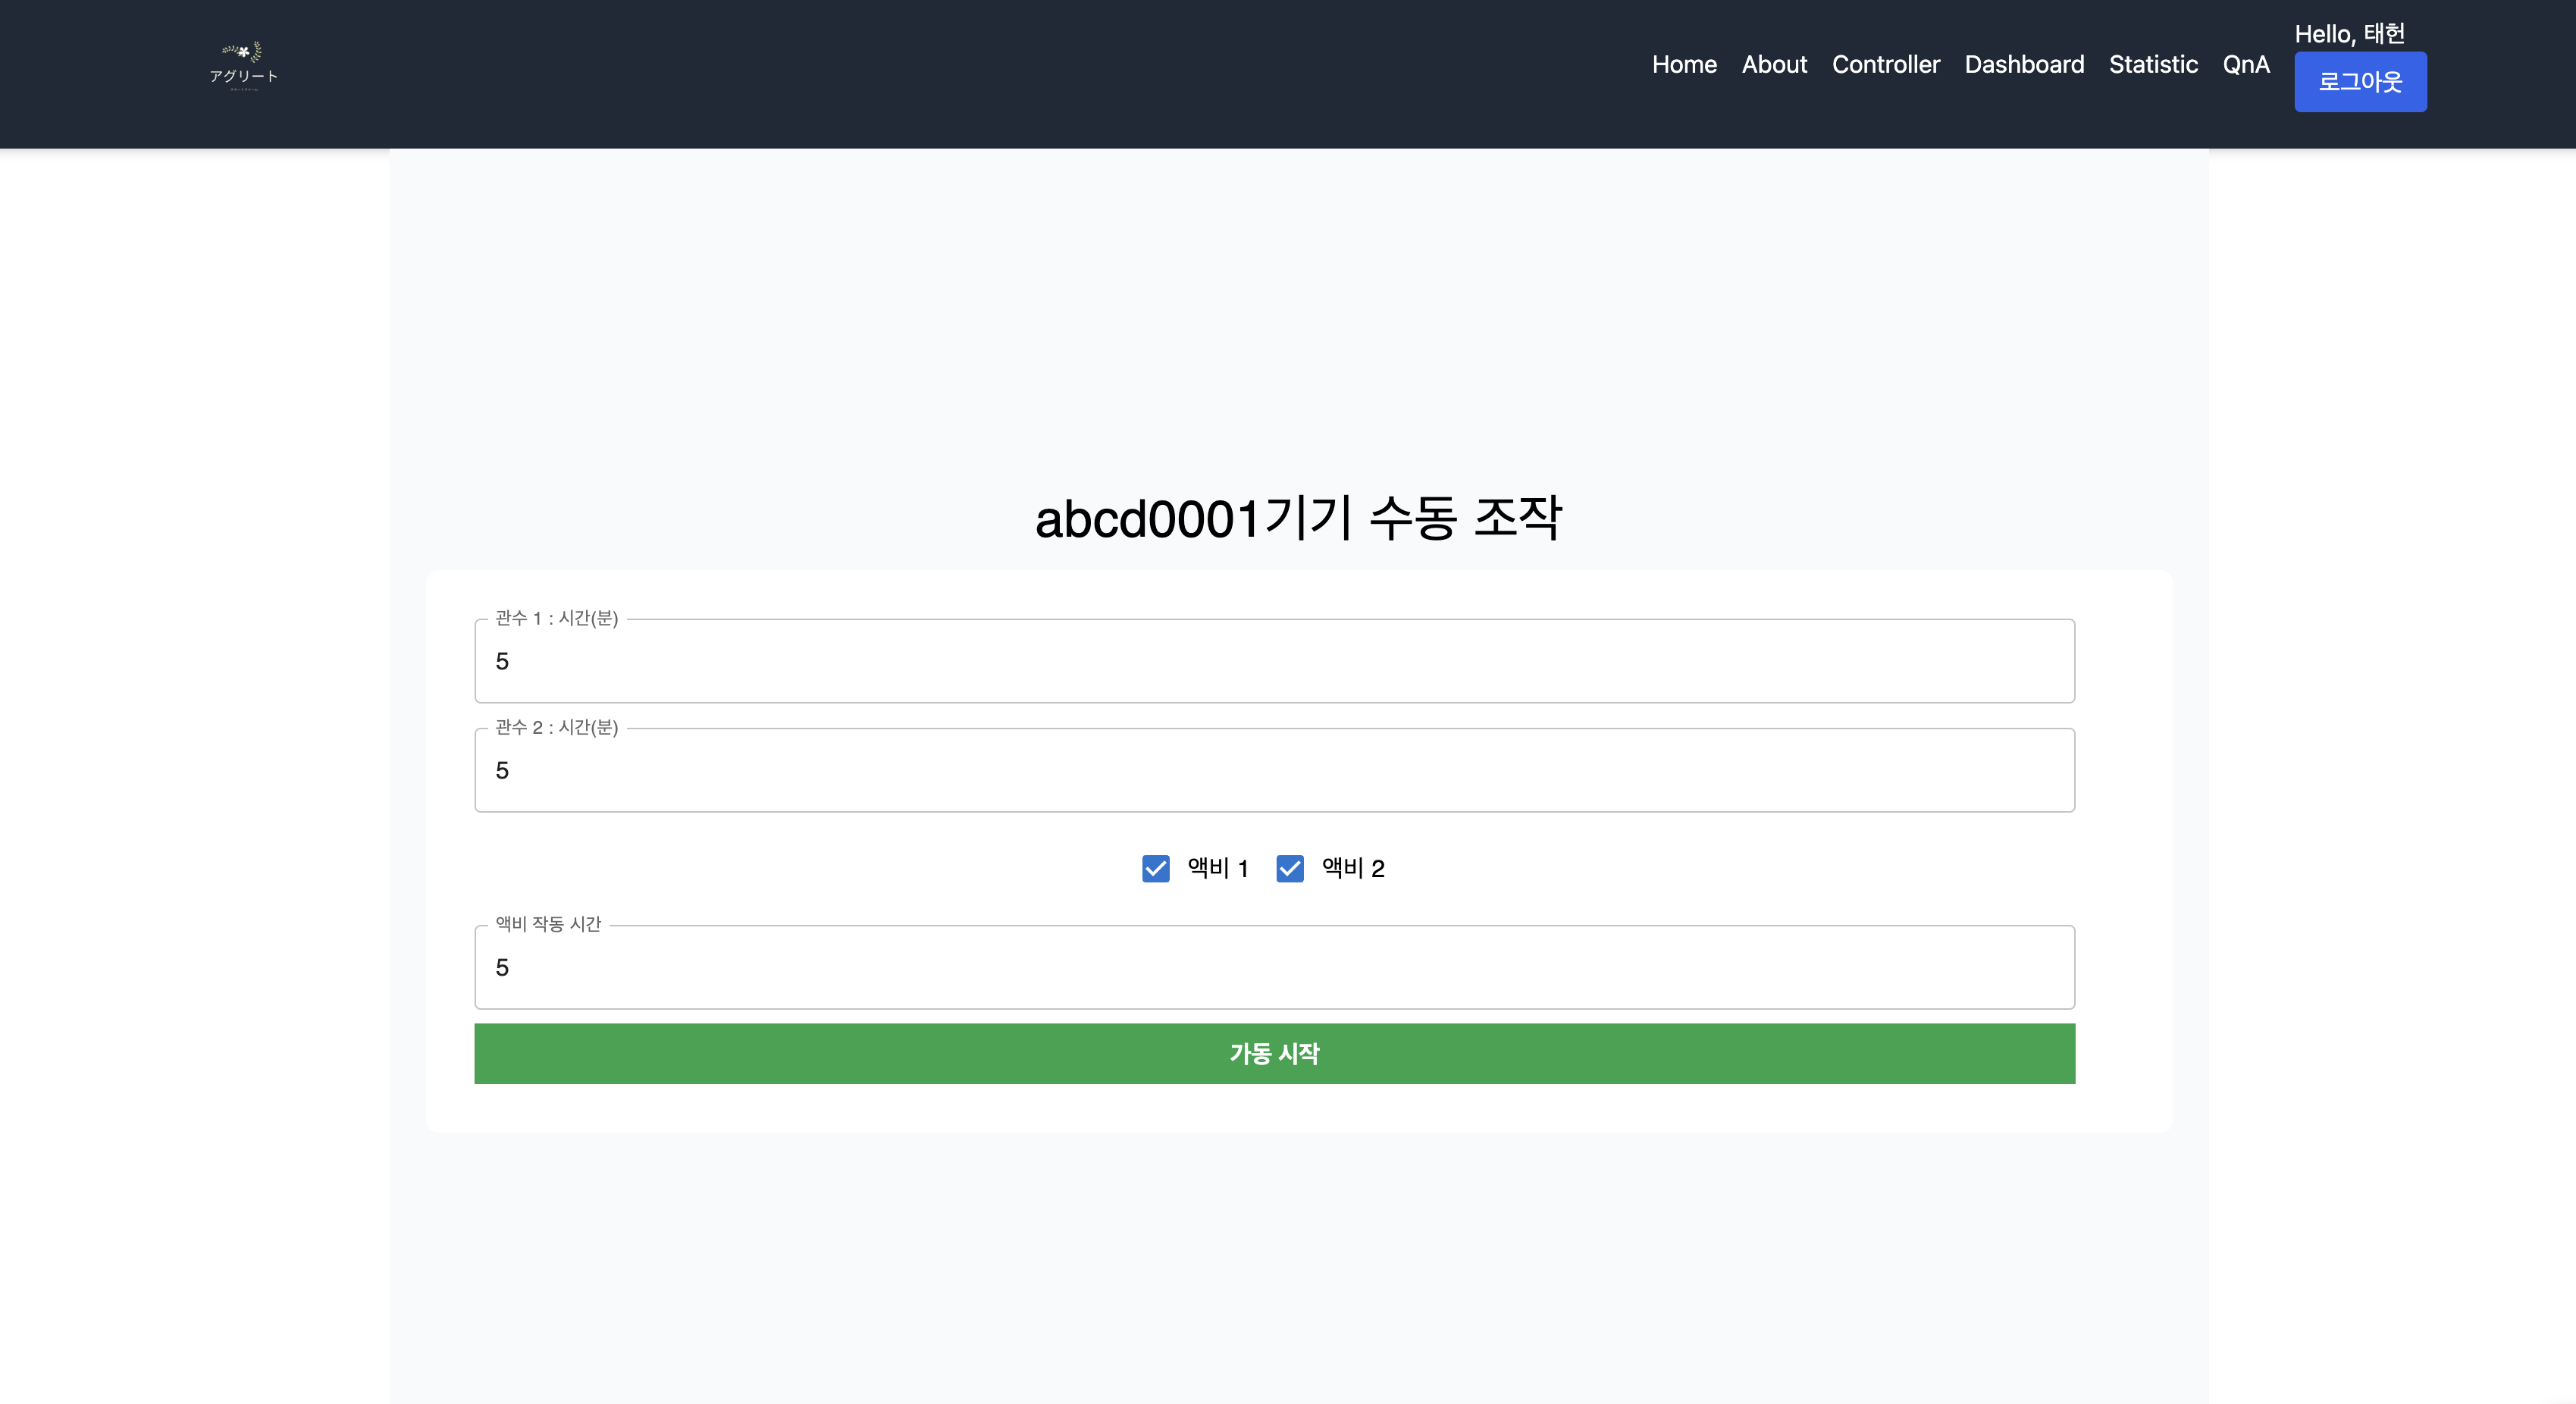 アグリート
Home About Controller Dashboard Statistic QnA
Hello, 태헌
로그아웃
abcd0001기기 수동 조작
관수 1 : 시간(분)
5
관수 2 : 시간(분)
5
액비 1 액비 2
액비 작동 시간
5
가동 시작